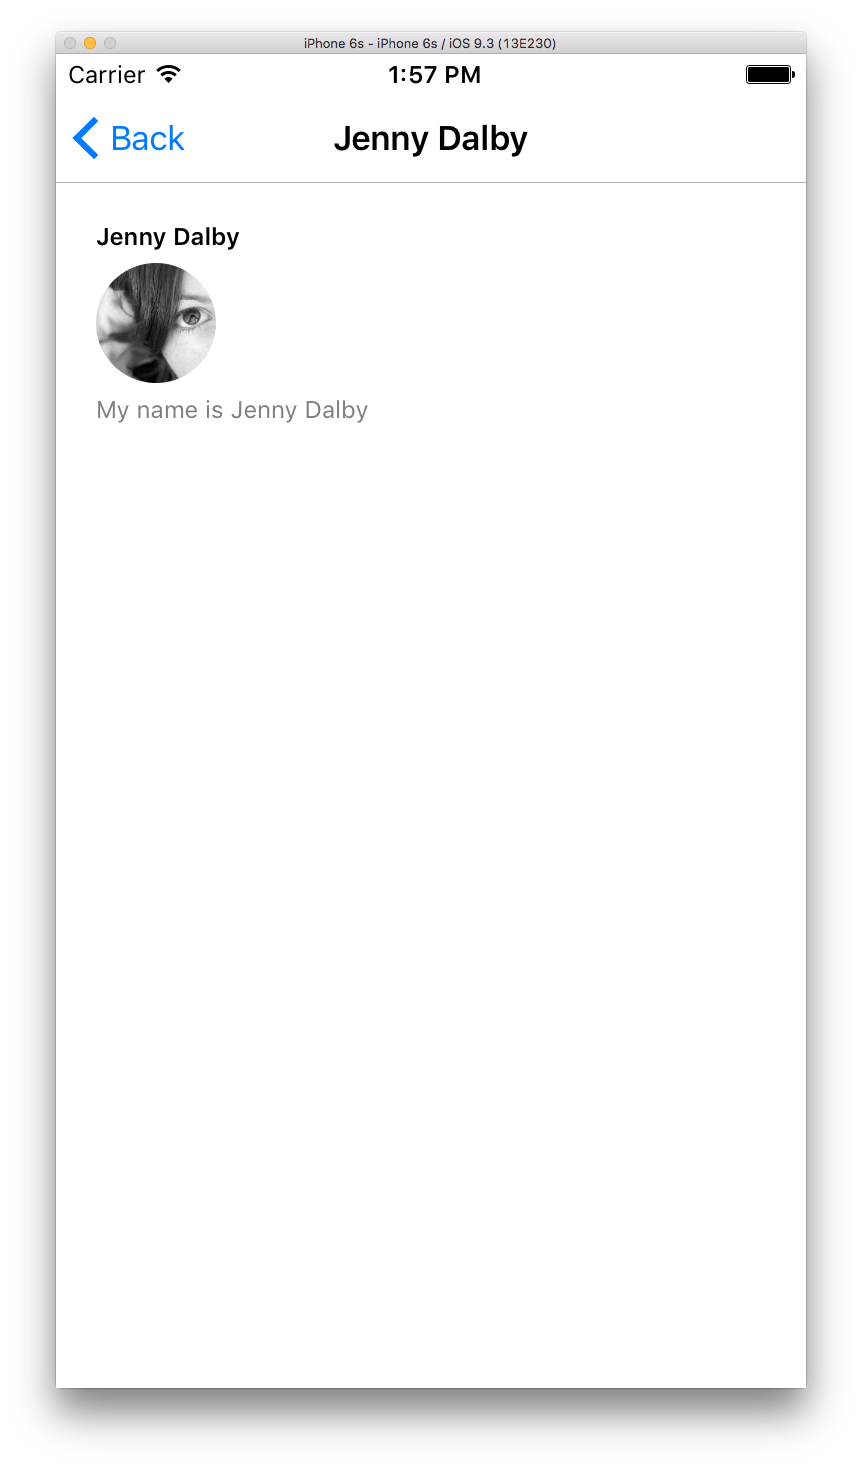 iPhone 6s - iPhone 6s / iOS 9.3 (13E230)
Carrier 1:57 PM
Back Jenny Dalby
Jenny Dalby
My name is Jenny Dalby